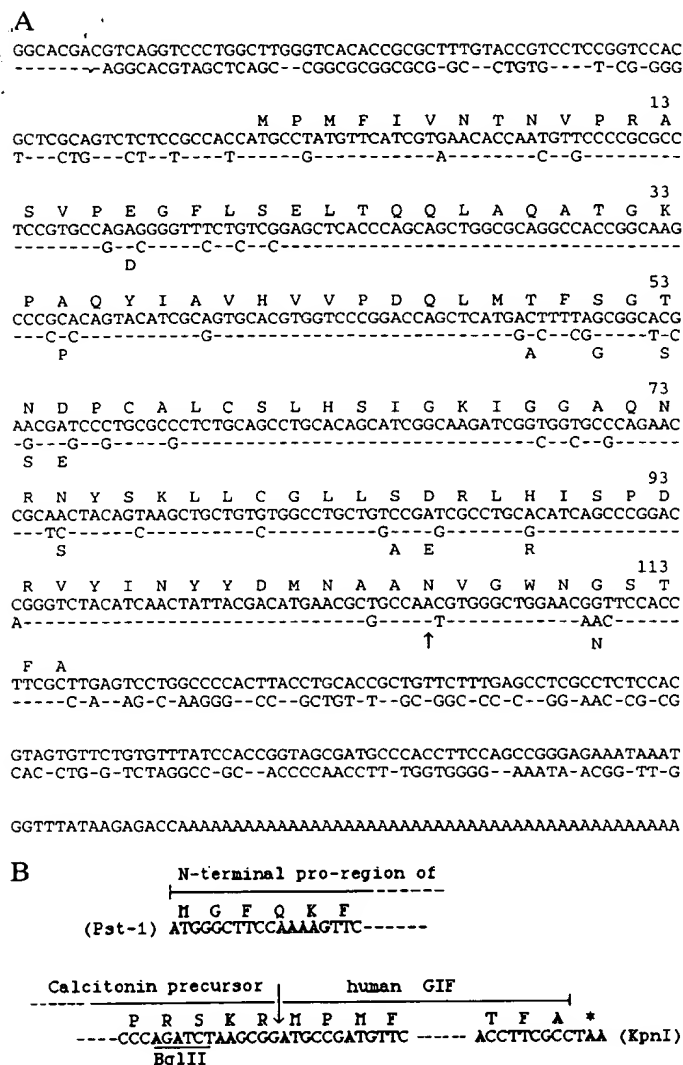 A
GGCACGACGTCAGGTCCCTGGCTTGGGTCACACCGCGCTTTGTACCGTCCTCCGGTCCAC
--------AGGCACGTAGCTCAGC--CGGCGCGGCGCG-GC--CTGTG----T-CG-GGG
13
M P M F I V N T N V P R A
GCTCGCAGTCTCTCCGCCACCATGCCTATGTTCATCGTGAACACCAATGTTCCCCGCGCC
T---CTG---CT--T---T------G-----------A--------C-G-----------
33
S V P E G F L S E L T Q Q L A Q A T G K
TCCGTGCCAGAGGGGTTTCTGTCGGAGCTCACCCAGCAGCTGGCGCAGGCCACCGGCAAG
--------G-C-----C--C--C-------------------------------------
D
53
P A Q Y I A V H V V P D Q L M T F S G T
CCCGCACAGTACATCGCAGTGCACGTGGTCCCGGACCAGCTCATGACTTTTAGCGGCACG
---C-C-----------G---------------------------G-C--CG-----T-C
P A G S
73
N D P C A L C S L H S I G K I G G A Q N
AACGATCCCTGCGCCCTCTGCAGCCTGCACAGCATCGGCAAGATCGGTGGTGCCCAGAAC
-G---G--G-----G--------------------------------C--C---G-----
S E
93
R N Y S K L L C G L L S D R L H I S P D
CGCAACTACAGTAAGCTGCTGTGTGGCCTGCTGTCCGATCGCCTGCACATCAGCCCGGAC
---TC------C-----------C----------G---G-------G-------------
S A E R
113
R V Y I N Y Y D M N A A N V G W N G S T
CGGGTCTACATCAACTATTACGACATGAACGCTGCCAACGTGGGCTGGAACGGTTCCACC
A-------------------------------G-----T------------AAC------
↑ N
F A
TTCGCTTGAGTCCTGGCCCCACTTACCTGCACCGCTGTTCTTTGAGCCTCGCCTCTCCAC
-----C-A--AG-C-AAGGG---CC--GCTGT-T--GC-GGC-CC-C--GG-AAC-CG-CG
GTAGTGTTCTGTGTTTATCCACCGGTAGCGATGCCCACCTTCCAGCCGGGAGAAATAAAT
CAC-CTG-G-TCTAGGCC-GC--ACCCCAACCTT-TGGTGGGG--AAATA-ACGG-TT-G
GGTTTATAAGAGACCAAAAAAAAAAAAAAAAAAAAAAAAAAAAAAAAAAAAAAAAAAAAA
B
N-terminal pro-region of
M G F Q K F
(Pst-1) ATGGGCTTCCAAAAGTTC------
Calcitonin precursor human GIF
P R S K R M P M F T F A *
----CCCAGATCTAAGCGGATGCCGATGTTC ----- ACCTTCGCCTAA (KpnI)
BglII